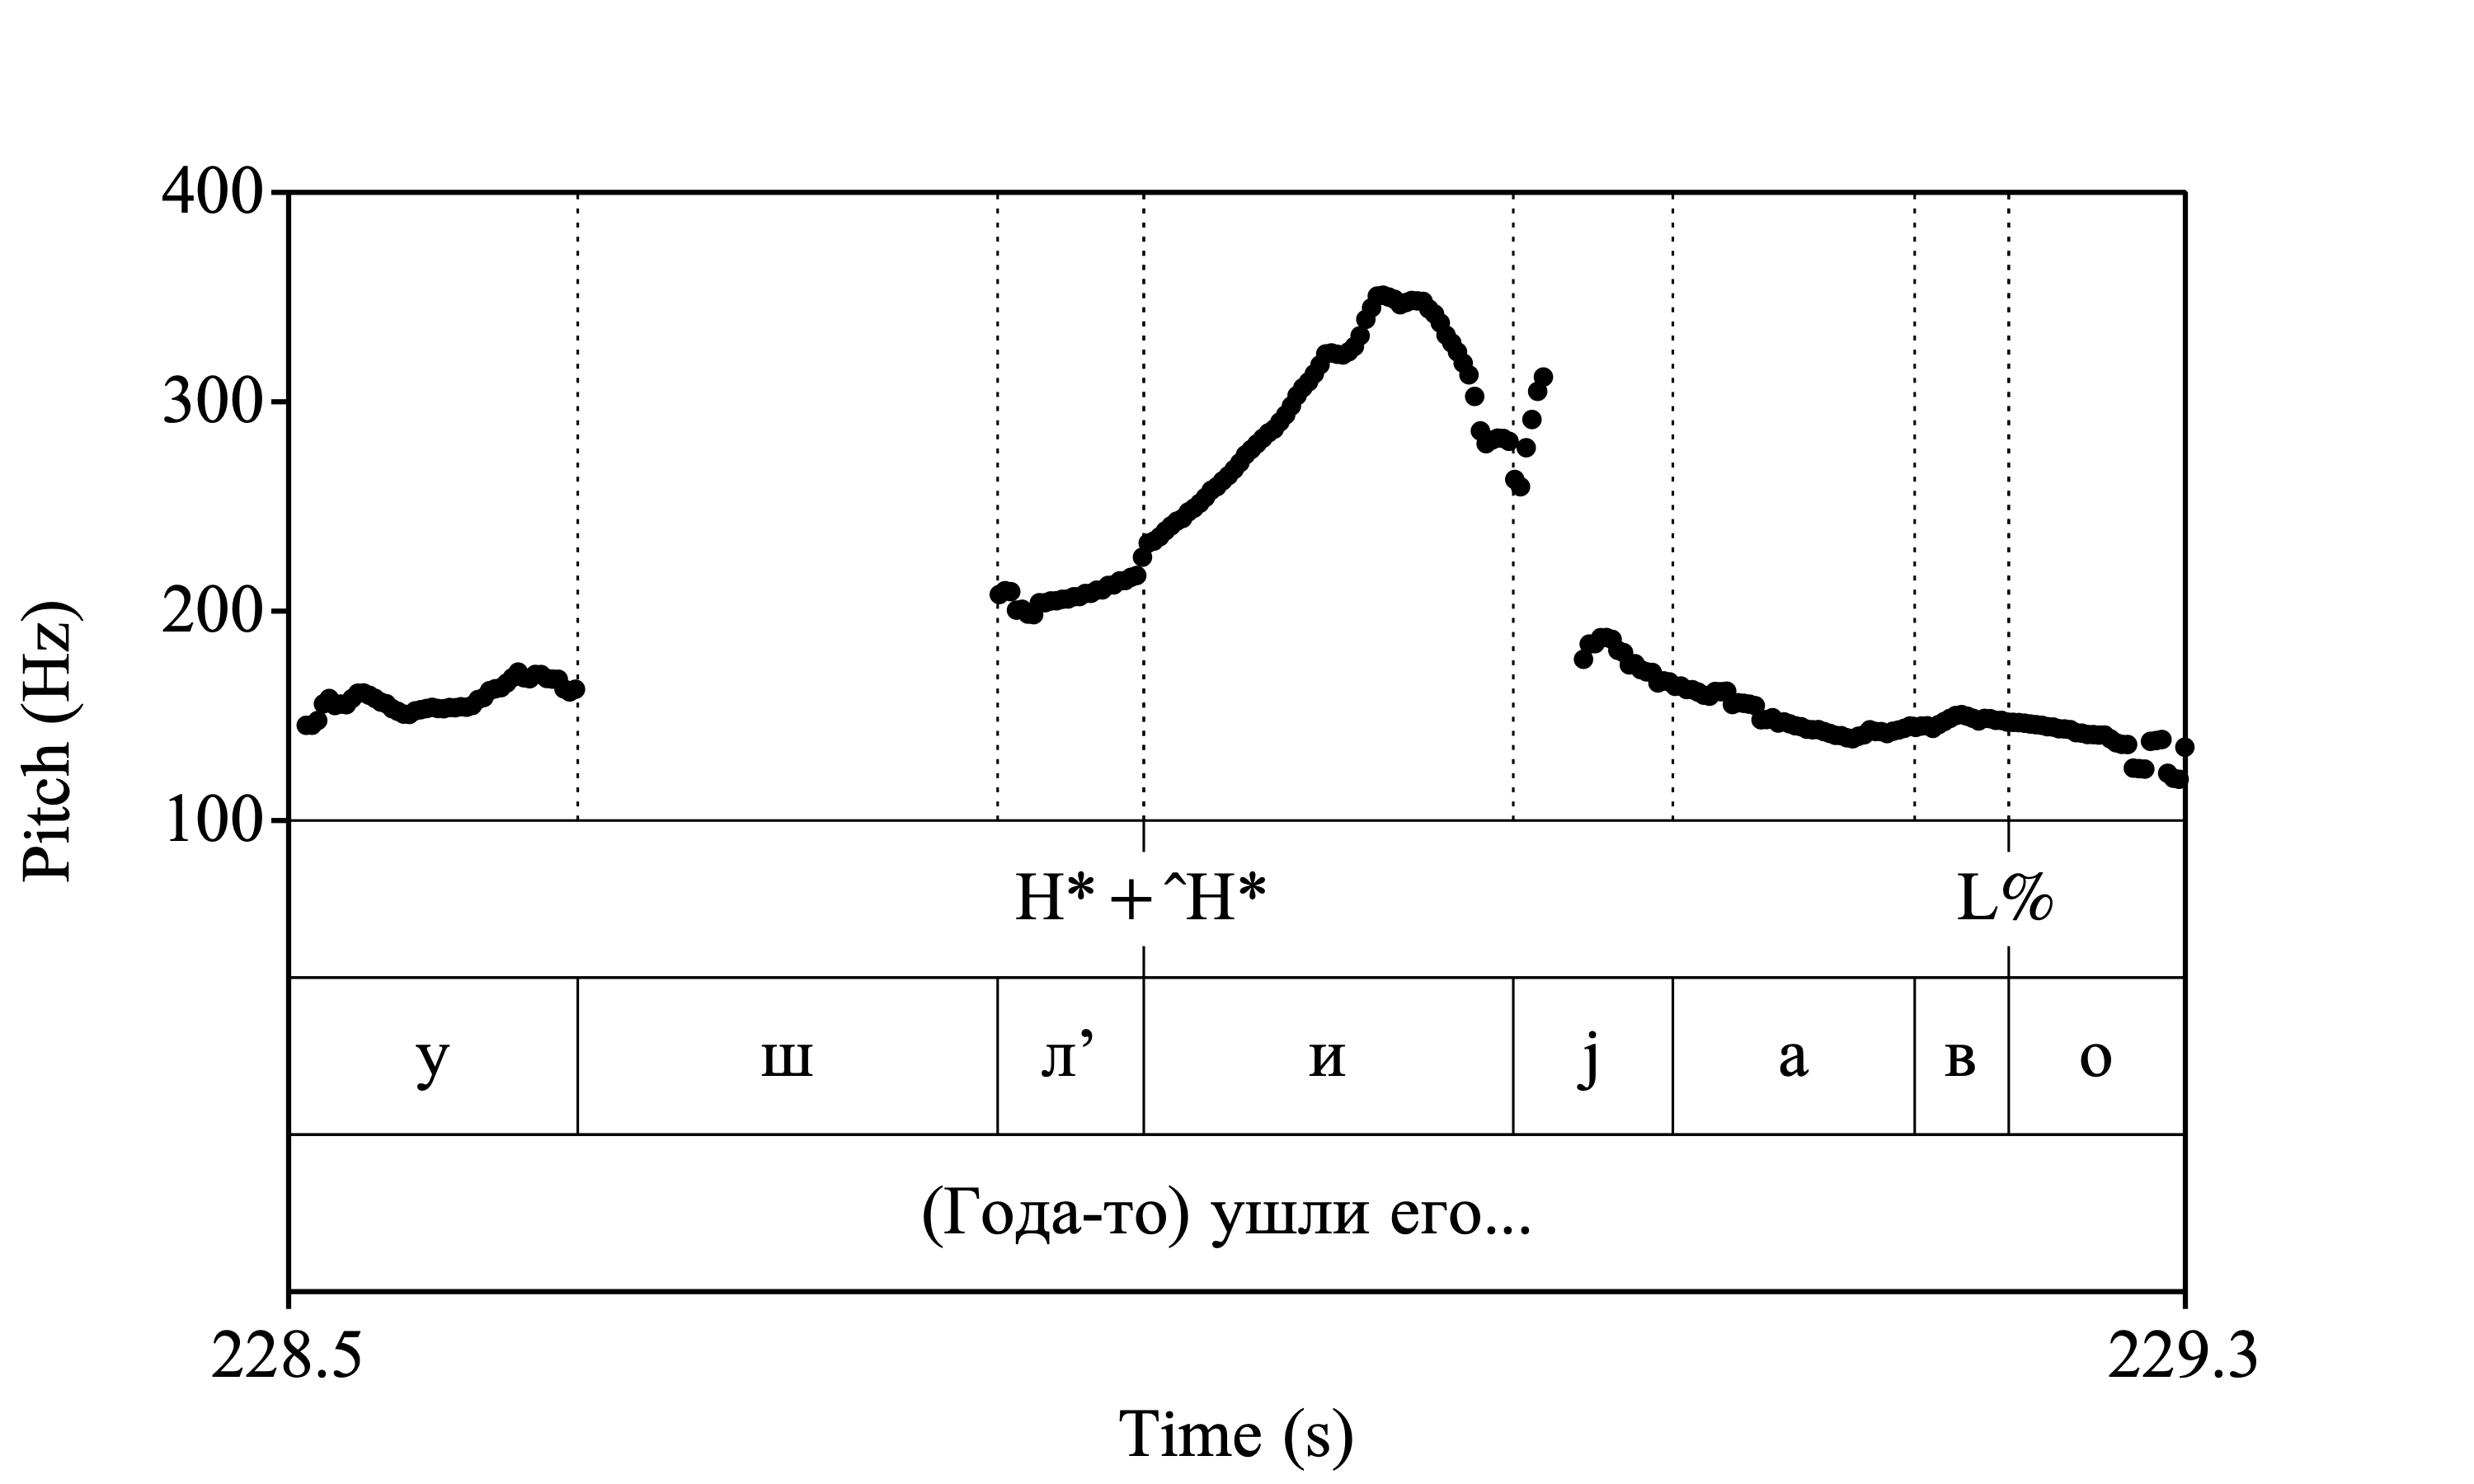 400
300
200
100
Pitch (Hz)
H* + ^H* L%
у ш л’ и j а в о
(Года-то) ушли его...
228.5 229.3
Time (s)